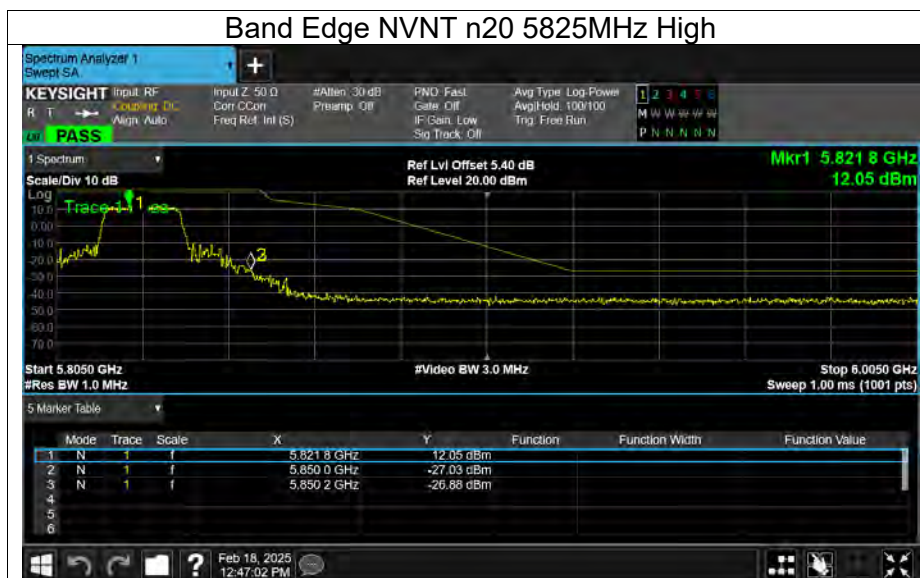 Band Edge NVNT n20 5825MHz High
Spectrum Analyzer 1
Swept SA
+
KEYSIGHT Input: RF Input Z: 50 Ω #Atten: 30 dB PNO: Fast Avg Type: Log-Power 1 2 3 4 5 6
R T Coupling: DC Corr CCorr Preamp: Off Gate: Off Avg|Hold: 100/100 M W W W W W
Align: Auto Freq Ref: Int (S) IF Gain: Low Trig: Free Run
PASS Sig Track: Off P N N N N N
1 Spectrum Ref Lvl Offset 5.40 dB Mkr1 5.821 8 GHz
Scale/Div 10 dB Ref Level 20.00 dBm 12.05 dBm
Log
10.0
1
0.00
-10.0
-20.0
3
-30.0
-40.0
-50.0
-60.0
-70.0
Start 5.8050 GHz #Video BW 3.0 MHz Stop 6.0050 GHz
#Res BW 1.0 MHz Sweep 1.00 ms (1001 pts)
5 Marker Table
Mode Trace Scale X Y Function Function Width Function Value
1 N 1 f 5.821 8 GHz 12.05 dBm
2 N 1 f 5.850 0 GHz -27.03 dBm
3 N 1 f 5.850 2 GHz -26.88 dBm
4
5
6
? Feb 18, 2025
12:47:02 PM